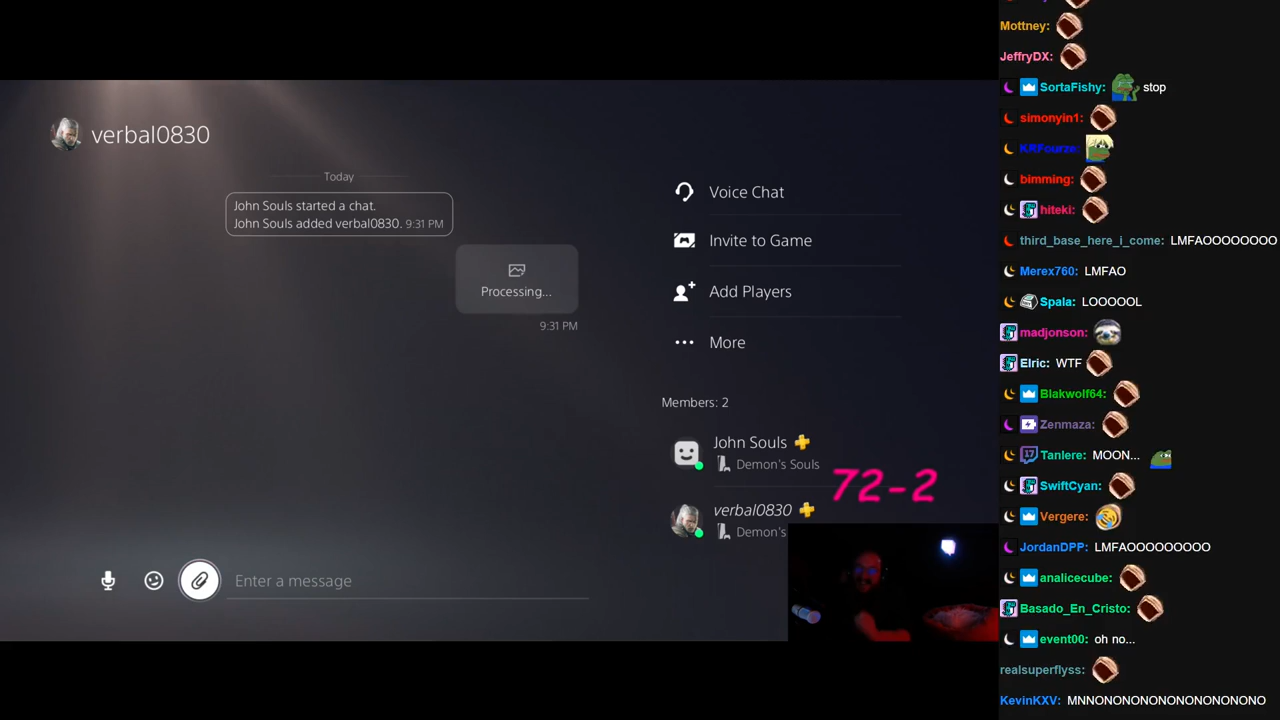 verbal0830
Today
John Souls started a chat.
John Souls added verbal0830. 9:31 PM
Processing...
9:31 PM
Enter a message
Voice Chat
Invite to Game
Add Players
More
Members: 2
John Souls
Demon's Souls
72-2
verbal0830
Demon's
Mottney:
JeffryDX:
SortaFishy: stop
simonyin1:
KRFourze:
bimming:
hiteki:
third_base_here_i_come: LMFAOOOOOOOO
Merex760: LMFAO
Spala: LOOOOOL
madjonson:
Elric: WTF
Blakwolf64:
Zenmaza:
Tanlere: MOON...
SwiftCyan:
Vergere:
JordanDPP: LMFAOOOOOOOOO
analicecube:
Basado_En_Cristo:
event00: oh no...
realsuperflyss:
KevinKXV: MNNONONONONONONONONONO